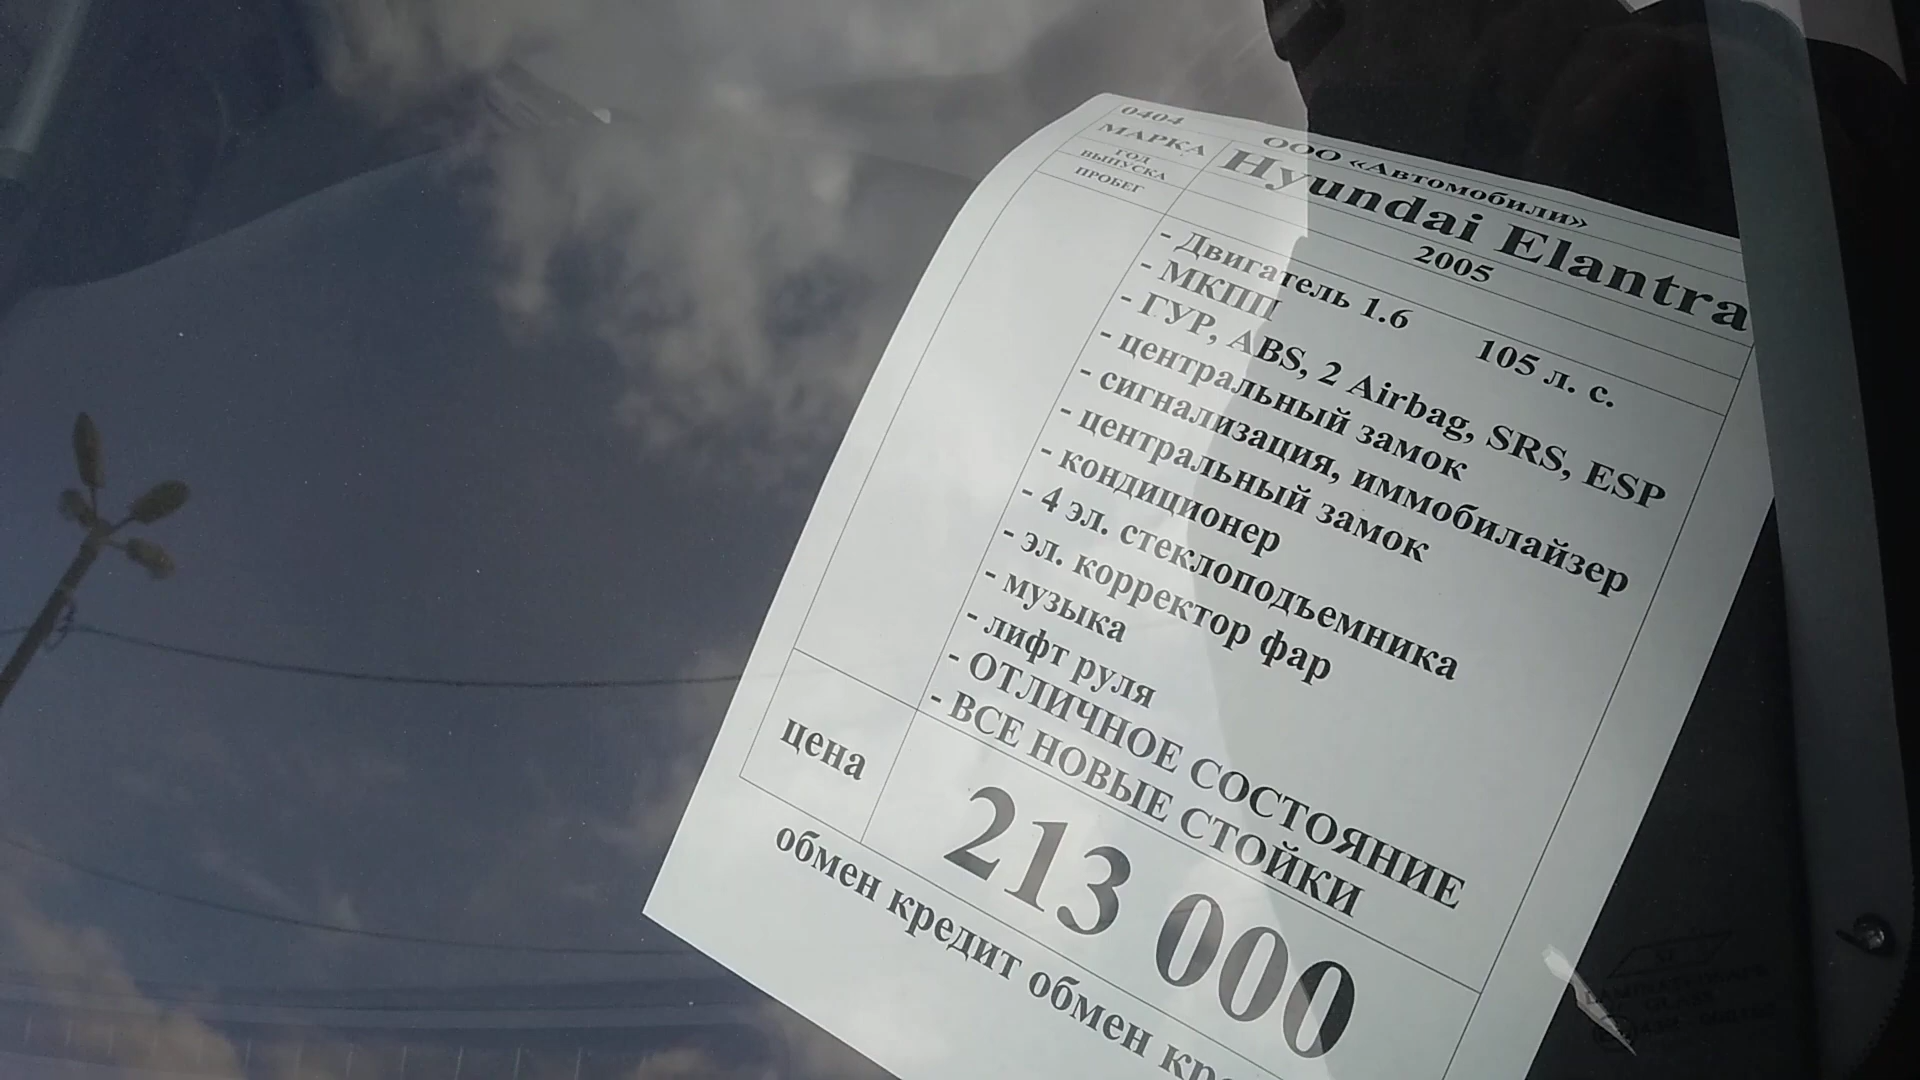 0404 ООО «Автомобили»
МАРКА Hyundai Elantra
ГОД ВЫПУСКА 2005
ПРОБЕГ
- Двигатель 1.6 105 л. с.
- МКПП
- ГУР, ABS, 2 Airbag, SRS, ESP
- центральный замок
- сигнализация, иммобилайзер
- центральный замок
- кондиционер
- 4 эл. стеклоподъемника
- эл. корректор фар
- музыка
- лифт руля
- ОТЛИЧНОЕ СОСТОЯНИЕ
- ВСЕ НОВЫЕ СТОЙКИ
цена 213 000
обмен кредит обмен
LAMINATED
GLASS